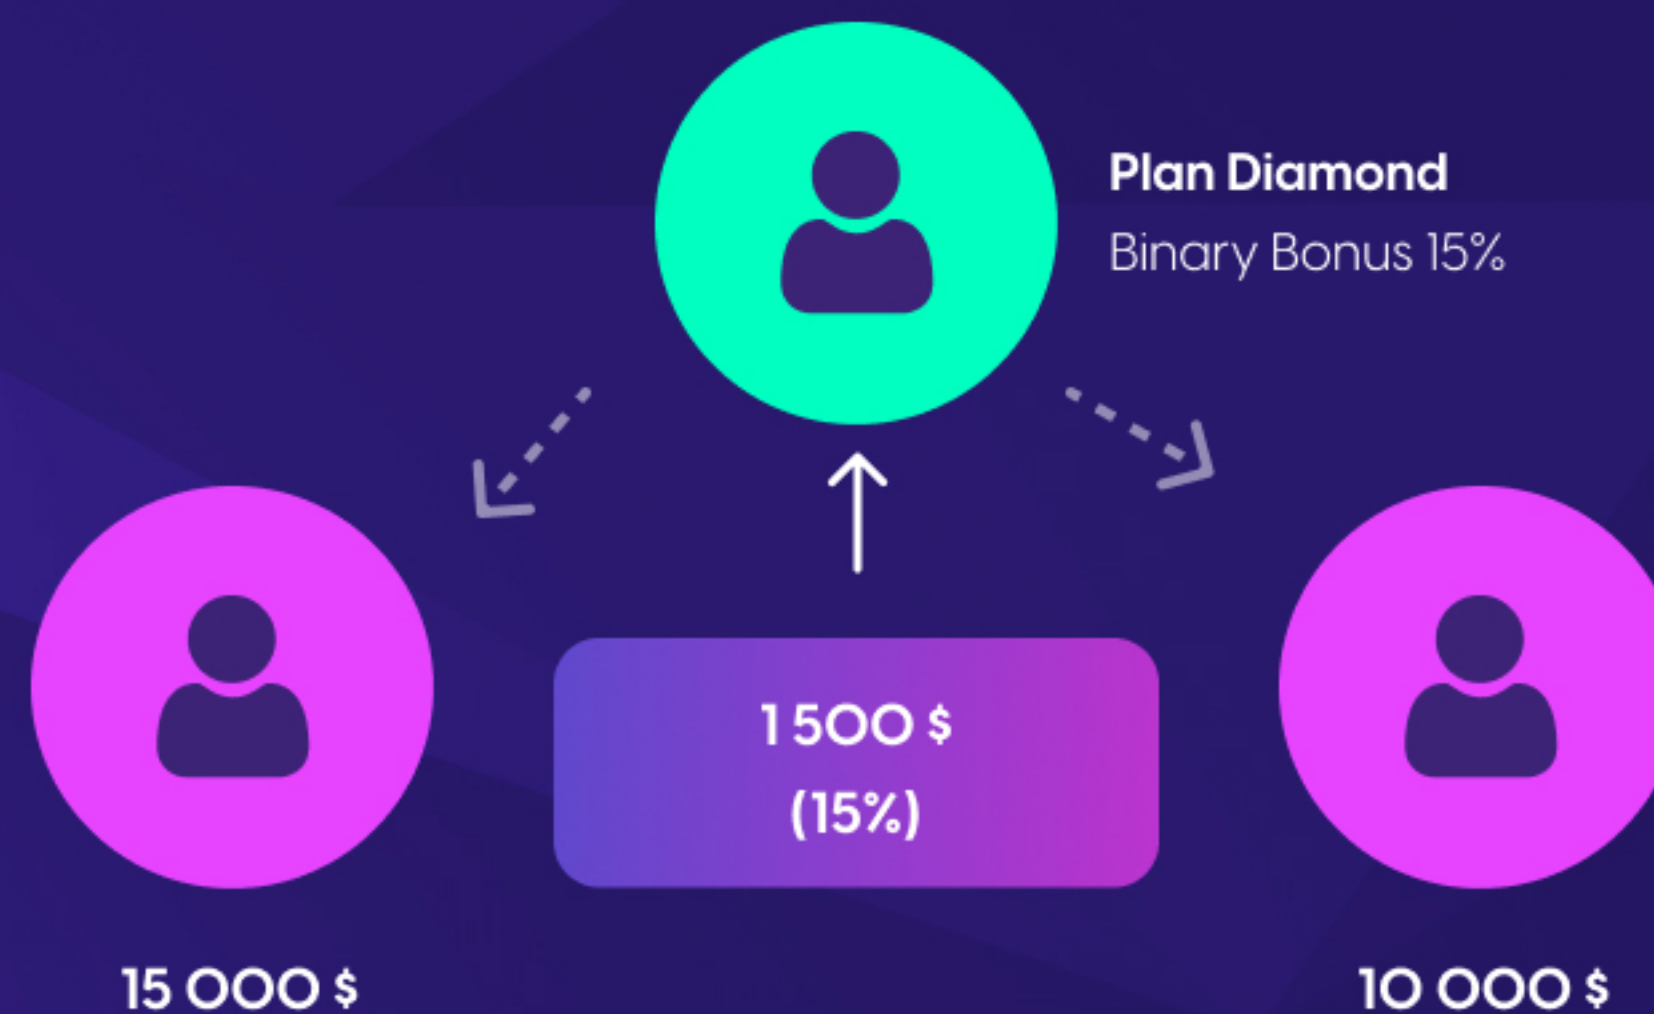 Plan Diamond
Binary Bonus 15%
1 500 $
(15%)
15 000 $
10 000 $